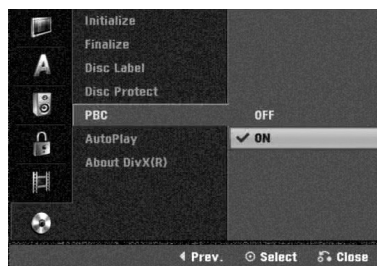 Initialize
Finalize
A
Disc Label
Disc Protect
PBC OFF
AutoPlay ✔ ON
About DivX(R)
Prev. Select Close